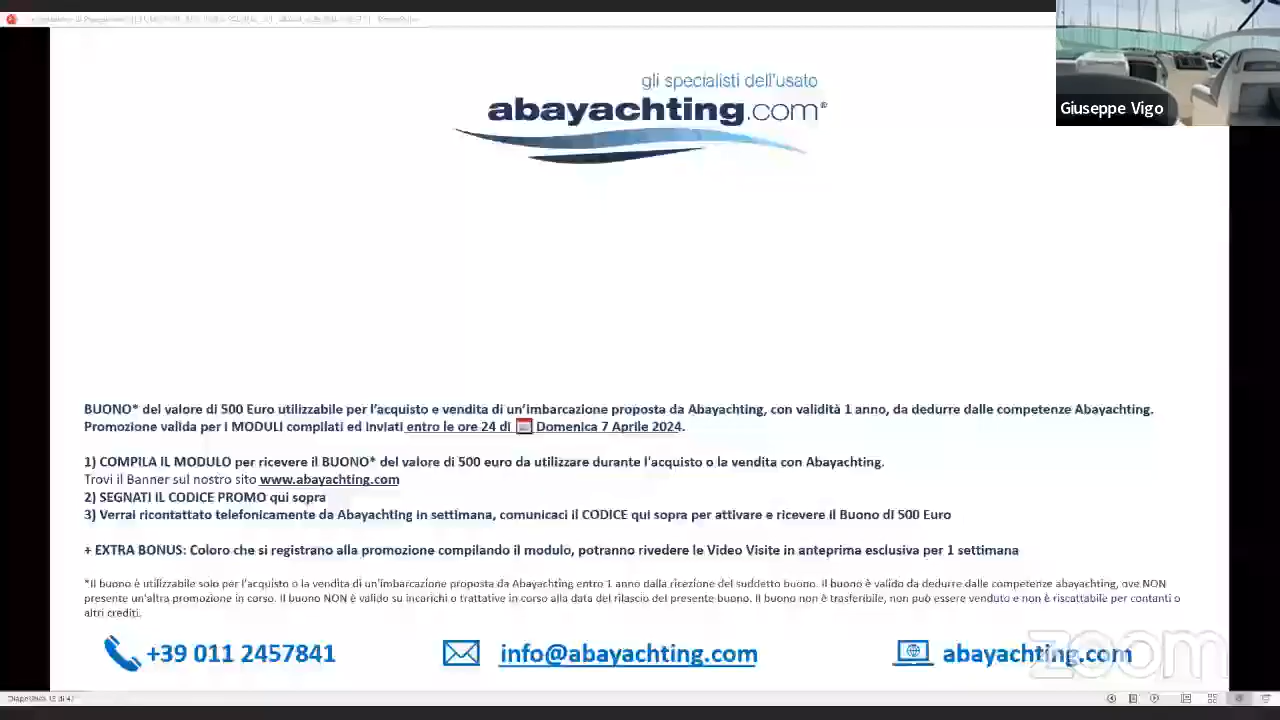 gli specialisti dell'usato
abayachting.com®
Giuseppe Vigo
BUONO* del valore di 500 Euro utilizzabile per l'acquisto e vendita di un'imbarcazione proposta da Abayachting, con validità 1 anno, da dedurre dalle competenze Abayachting.
Promozione valida per i MODULI compilati ed inviati entro le ore 24 di Domenica 7 Aprile 2024.
1) COMPILA IL MODULO per ricevere il BUONO* del valore di 500 euro da utilizzare durante l'acquisto o la vendita con Abayachting.
Trovi il Banner sul nostro sito www.abayachting.com
2) SEGNATI IL CODICE PROMO qui sopra
3) Verrai ricontattato telefonicamente da Abayachting in settimana, comunicaci il CODICE qui sopra per attivare e ricevere il Buono di 500 Euro
+ EXTRA BONUS: Coloro che si registrano alla promozione compilando il modulo, potranno rivedere le Video Visite in anteprima esclusiva per 1 settimana
*Il buono è utilizzabile solo per l'acquisto o la vendita di un'imbarcazione proposta da Abayachting entro 1 anno dalla ricezione del suddetto buono. Il buono è valido da dedurre dalle competenze abayachting, ove NON
presente un'altra promozione in corso. Il buono NON è valido su incarichi o trattative in corso alla data del rilascio del presente buono. Il buono non è trasferibile, non può essere venduto e non è riscattabile per contanti o
altri crediti.
+39 011 2457841
info@abayachting.com
abayachting.com
zoom